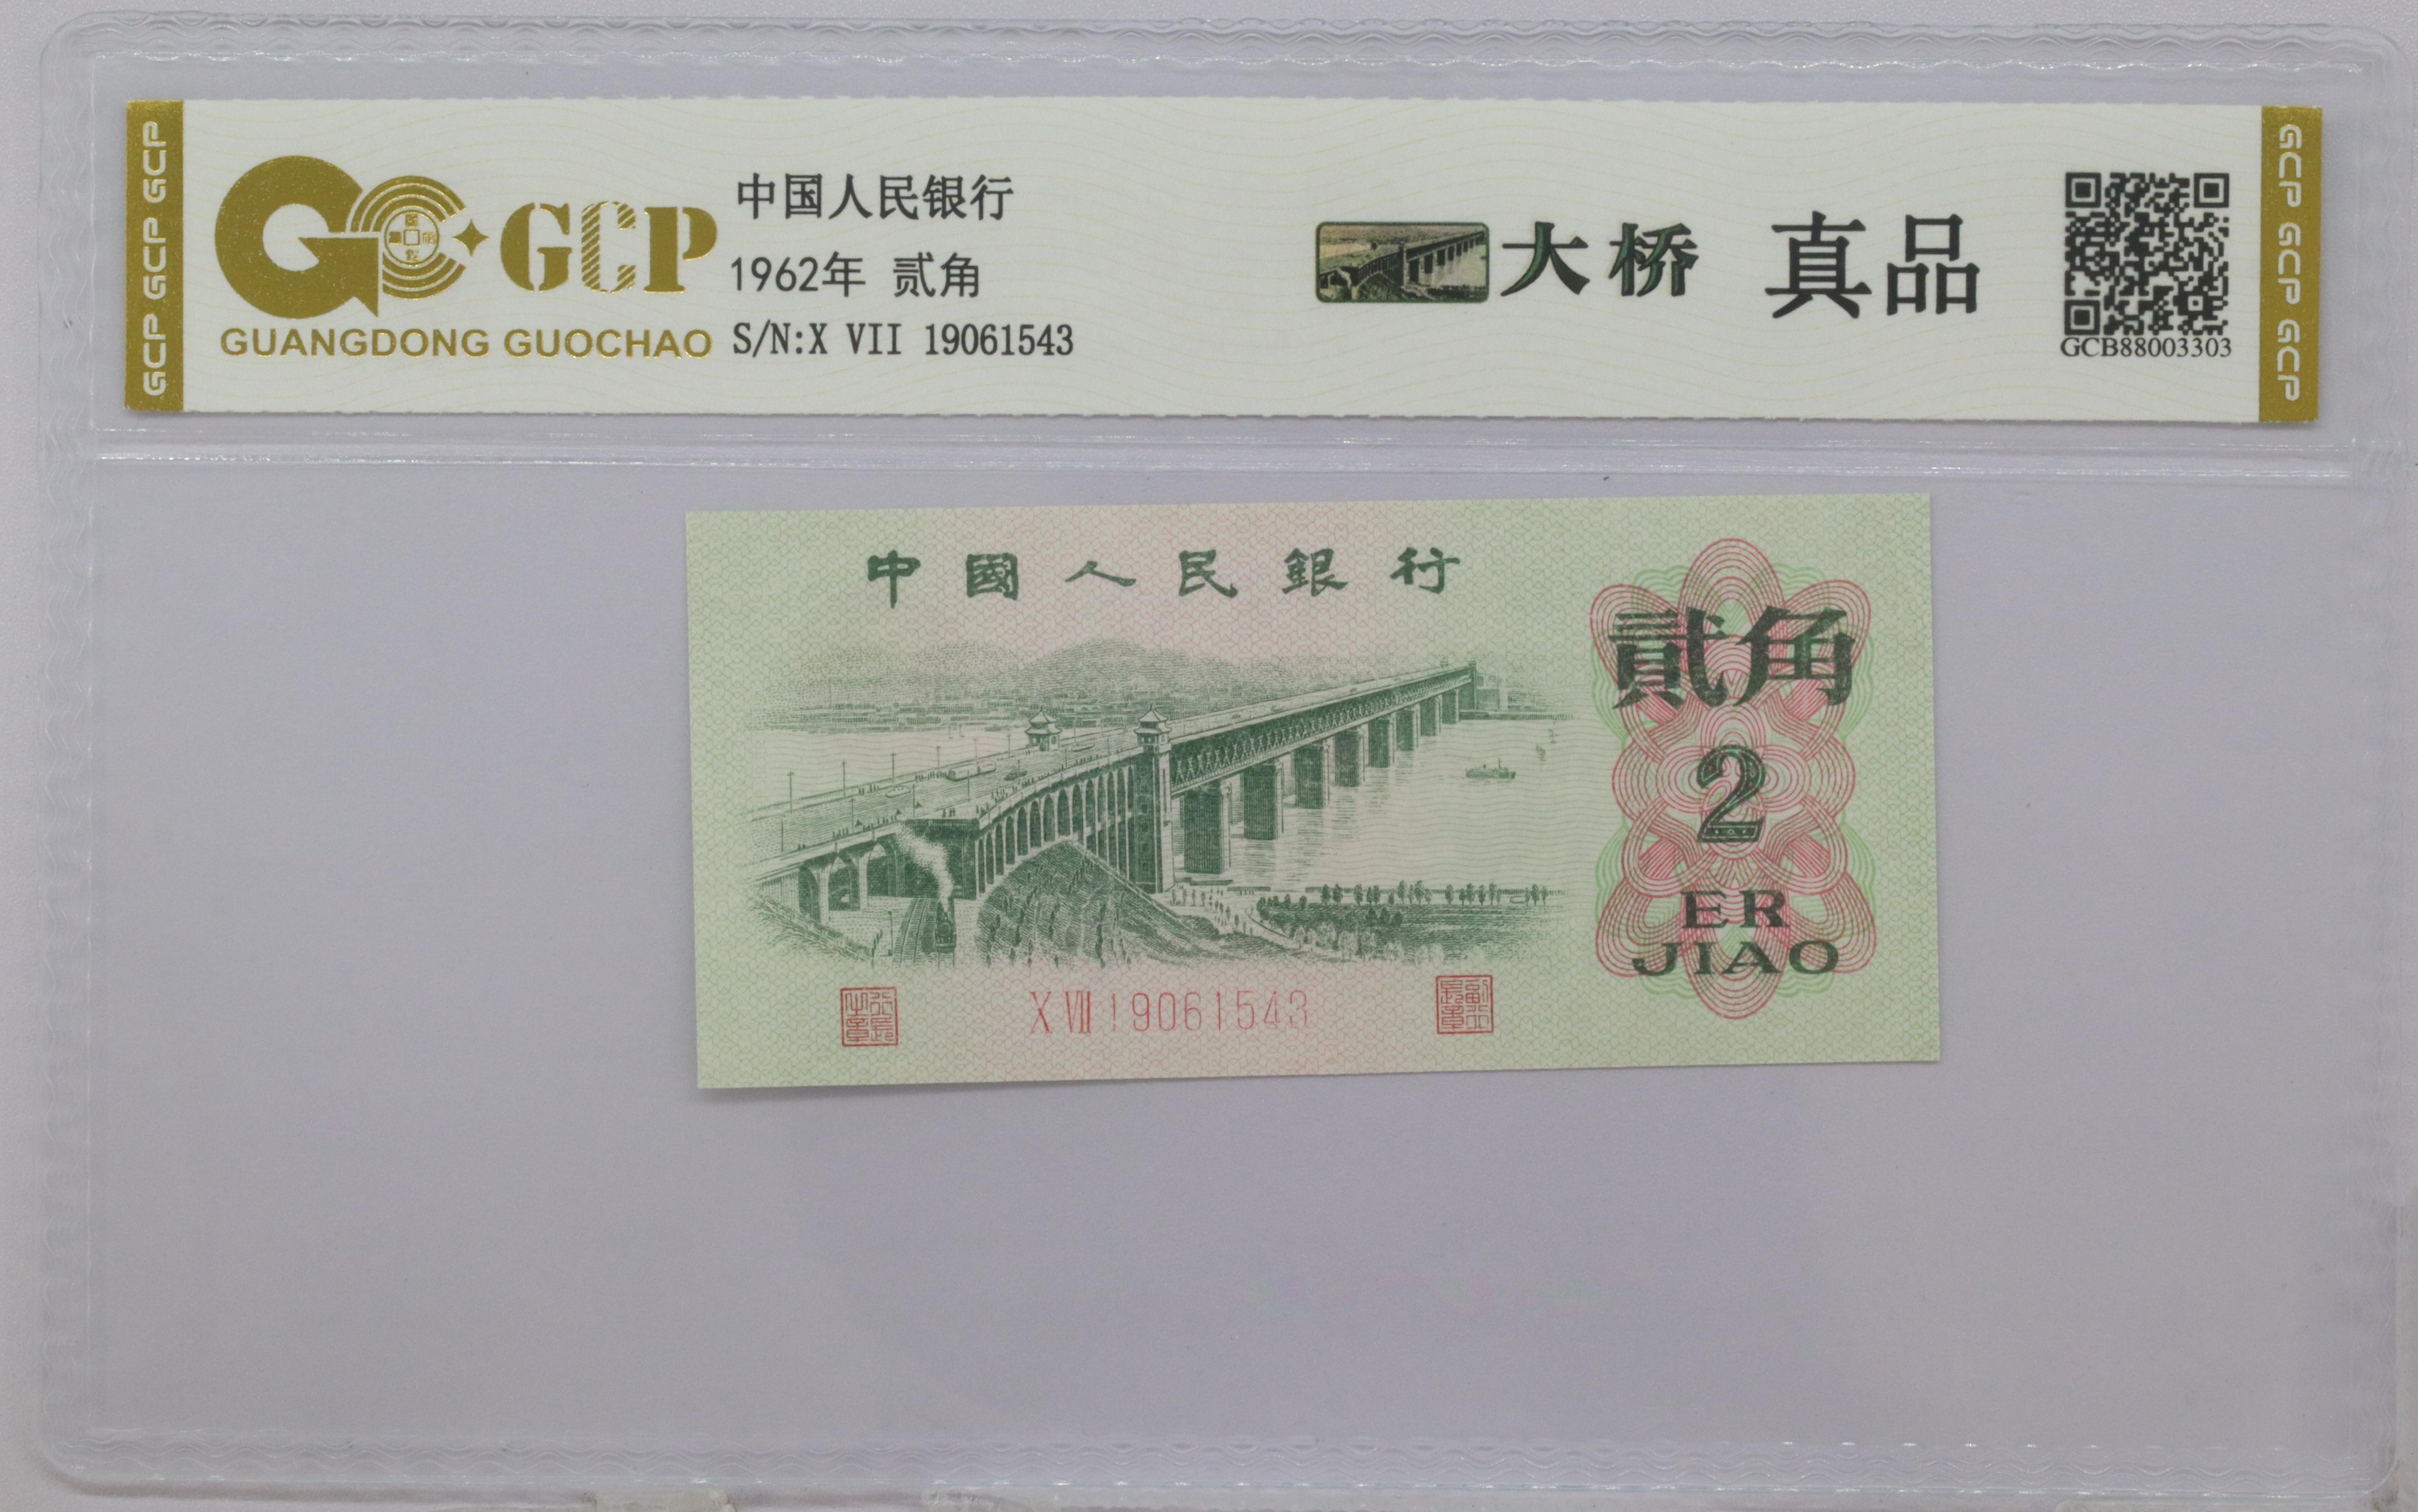 GCP GCP GCP
GCP
GUANGDONG GUOCHAO
中国人民银行
1962年 贰角
S/N:X VII 19061543
大桥 真品
GCB88003303
GCP GCP GCP
中國人民銀行
貳角
2
ER
JIAO
X VII 19061543